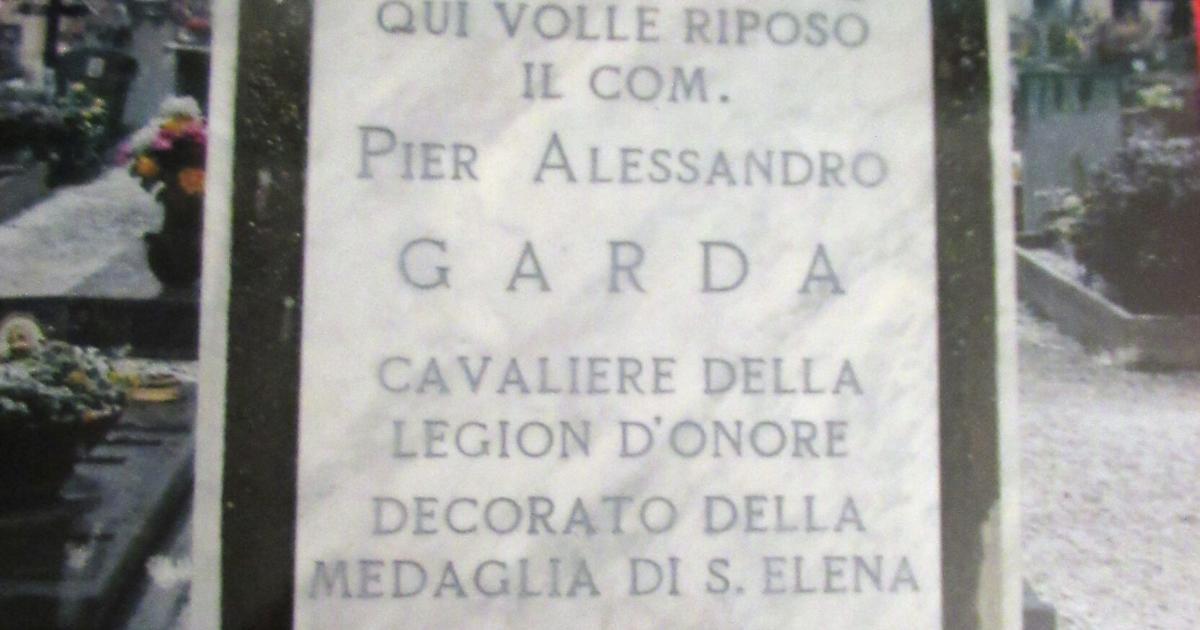 QUI VOLLE RIPOSO
IL COM.
PIER ALESSANDRO
GARDA
CAVALIERE DELLA
LEGION D'ONORE
DECORATO DELLA
MEDAGLIA DI S. ELENA